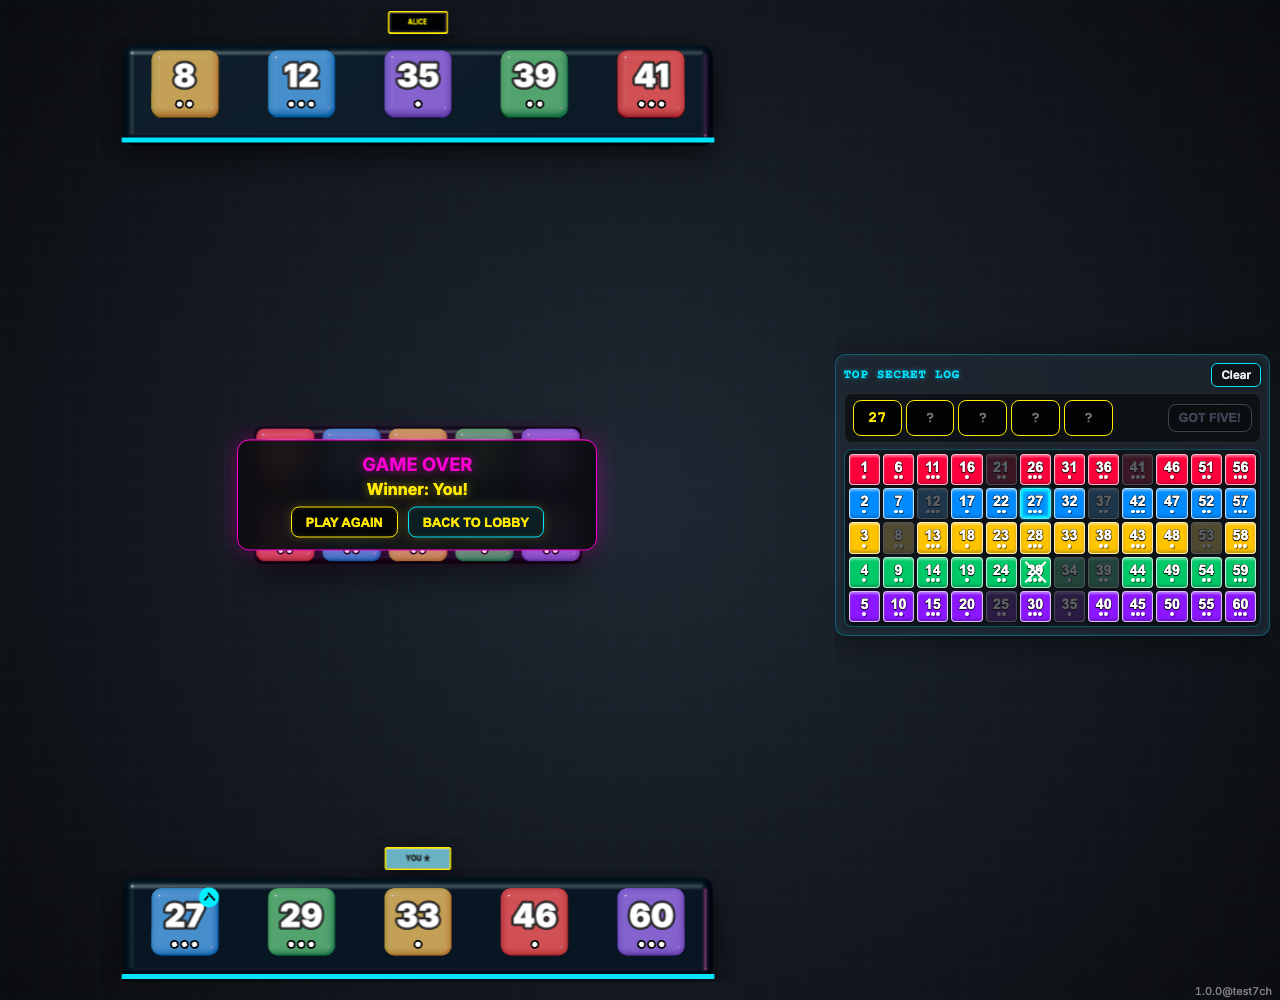 ALICE
8 12 35 39 41
TOP SECRET LOG
Clear
27 ? ? ? ?
GOT FIVE!
1 6 11 16 21 26 31 36 41 46 51 56
2 7 12 17 22 27 32 37 42 47 52 57
3 8 13 18 23 28 33 38 43 48 53 58
4 9 14 19 24 29 34 39 44 49 54 59
5 10 15 20 25 30 35 40 45 50 55 60
GAME OVER
Winner: You!
PLAY AGAIN
BACK TO LOBBY
YOU ★
27 29 33 46 60
1.0.0@test7ch